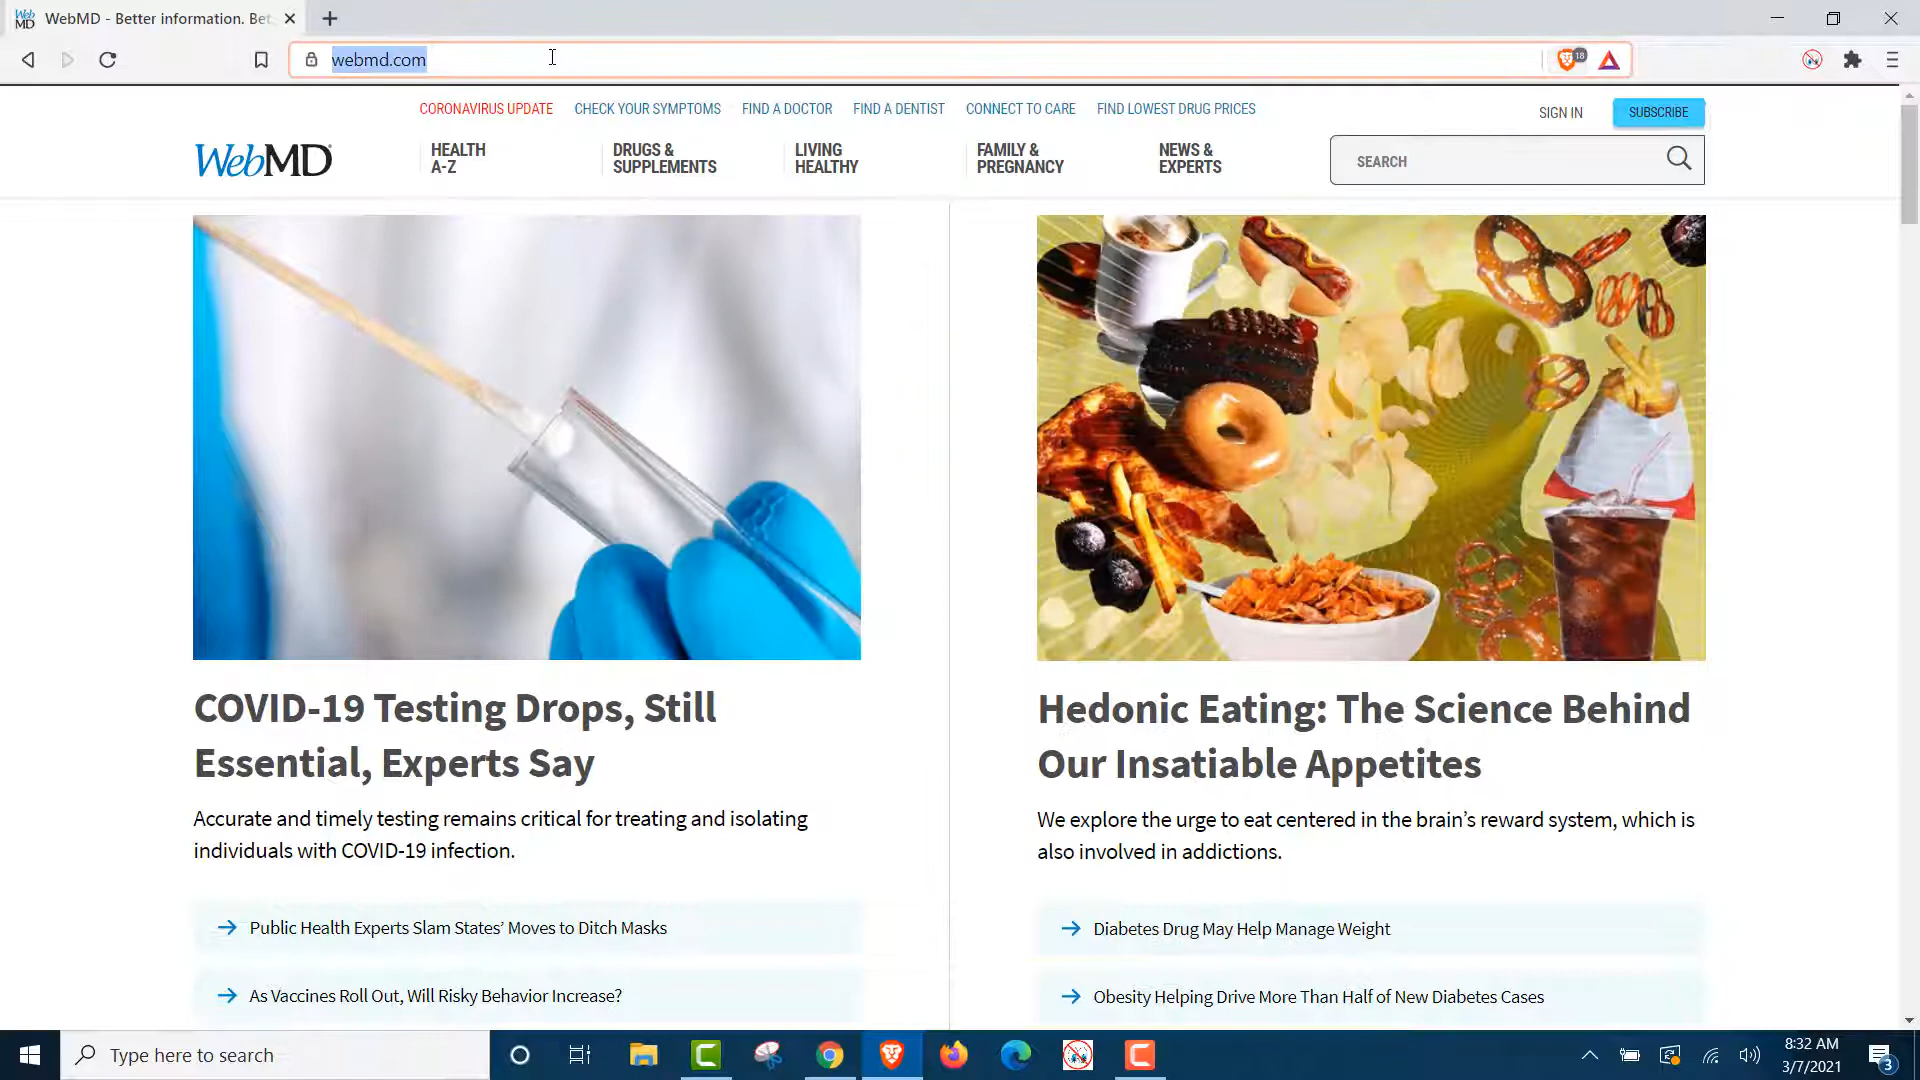 WebMD - Better information. Bet
webmd.com
18
CORONAVIRUS UPDATE
CHECK YOUR SYMPTOMS
FIND A DOCTOR
FIND A DENTIST
CONNECT TO CARE
FIND LOWEST DRUG PRICES
SIGN IN
SUBSCRIBE
WebMD
HEALTH
A-Z
DRUGS &
SUPPLEMENTS
LIVING
HEALTHY
FAMILY &
PREGNANCY
NEWS &
EXPERTS
SEARCH
COVID-19 Testing Drops, Still
Essential, Experts Say
Accurate and timely testing remains critical for treating and isolating
individuals with COVID-19 infection.
Public Health Experts Slam States’ Moves to Ditch Masks
As Vaccines Roll Out, Will Risky Behavior Increase?
Hedonic Eating: The Science Behind
Our Insatiable Appetites
We explore the urge to eat centered in the brain’s reward system, which is
also involved in addictions.
Diabetes Drug May Help Manage Weight
Obesity Helping Drive More Than Half of New Diabetes Cases
Type here to search
8:32 AM
3/7/2021
3